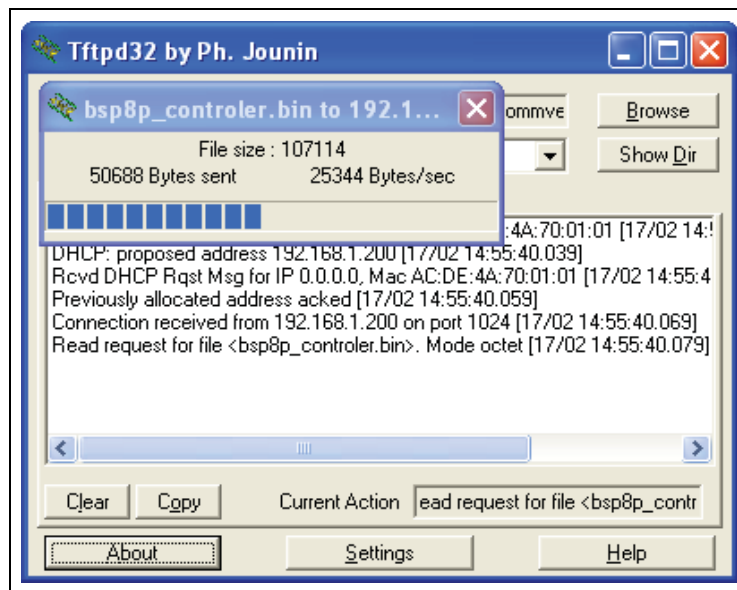 Tftpd32 by Ph. Jounin
bsp8p_controler.bin to 192.1...
File size : 107114
50688 Bytes sent 25344 Bytes/sec
ommve
Browse
Show Dir
:4A:70:01:01 [17/02 14:5
DHCP: proposed address 192.168.1.200 [17/02 14:55:40.039]
Rcvd DHCP Rqst Msg for IP 0.0.0.0, Mac AC:DE:4A:70:01:01 [17/02 14:55:4
Previously allocated address acked [17/02 14:55:40.059]
Connection received from 192.168.1.200 on port 1024 [17/02 14:55:40.069]
Read request for file <bsp8p_controler.bin>. Mode octet [17/02 14:55:40.079]
Clear Copy Current Action ead request for file <bsp8p_contr
About Settings Help